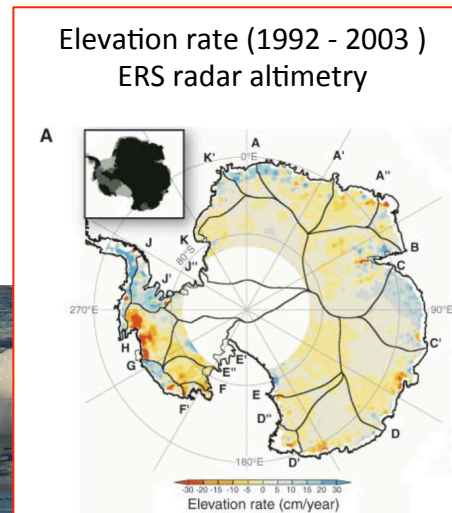 Elevation rate (1992 - 2003 )
ERS radar altimetry
A
K'
A
0°E
A'
A''
K
80°S
B
J
J'
J''
C
270°E
90°E
H
G
E'
E''
F
F'
C'
E
D''
D
D'
180°E
-30 -20 -15 -10 -5 0 5 10 15 20 30
Elevation rate (cm/year)